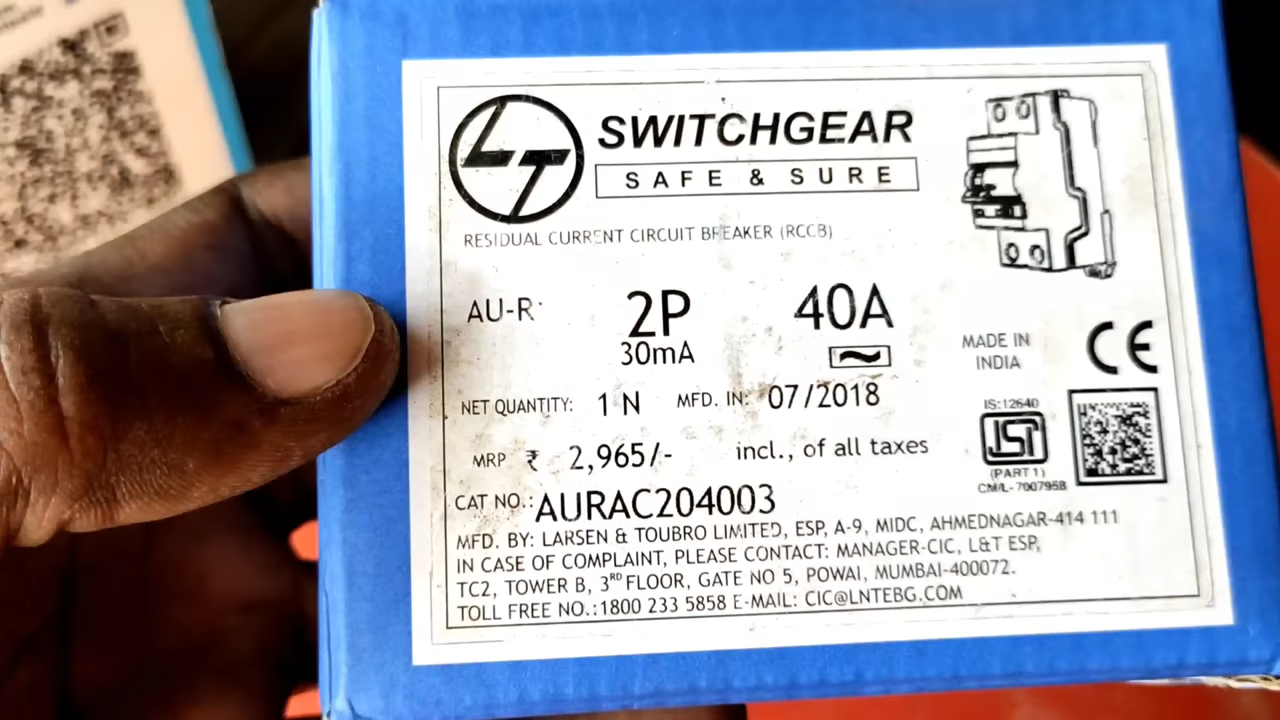 LT
SWITCHGEAR
SAFE & SURE
RESIDUAL CURRENT CIRCUIT BREAKER (RCCB)
AU-R
2P
40A
30mA
~
MADE IN
INDIA
CE
NET QUANTITY: 1 N MFD. IN: 07/2018
IS:12640
ISI
(PART 1)
CM/L-7007958
MRP ₹ 2,965/- incl., of all taxes
CAT NO.: AURAC204003
MFD. BY: LARSEN & TOUBRO LIMITED, ESP, A-9, MIDC, AHMEDNAGAR-414 111
IN CASE OF COMPLAINT, PLEASE CONTACT: MANAGER-CIC, L&T ESP,
TC2, TOWER B, 3RD FLOOR, GATE NO 5, POWAI, MUMBAI-400072.
TOLL FREE NO.:1800 233 5858 E-MAIL: CIC@LNTEBG.COM